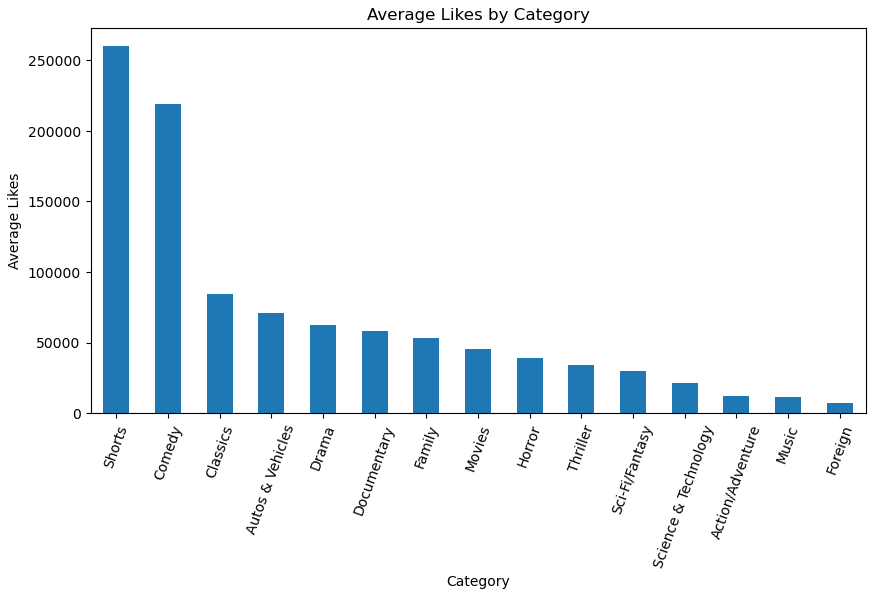 Average Likes by Category
Average Likes
250000
200000
150000
100000
50000
0
Shorts
Comedy
Classics
Autos & Vehicles
Drama
Documentary
Family
Movies
Horror
Thriller
Sci-Fi/Fantasy
Science & Technology
Action/Adventure
Music
Foreign
Category